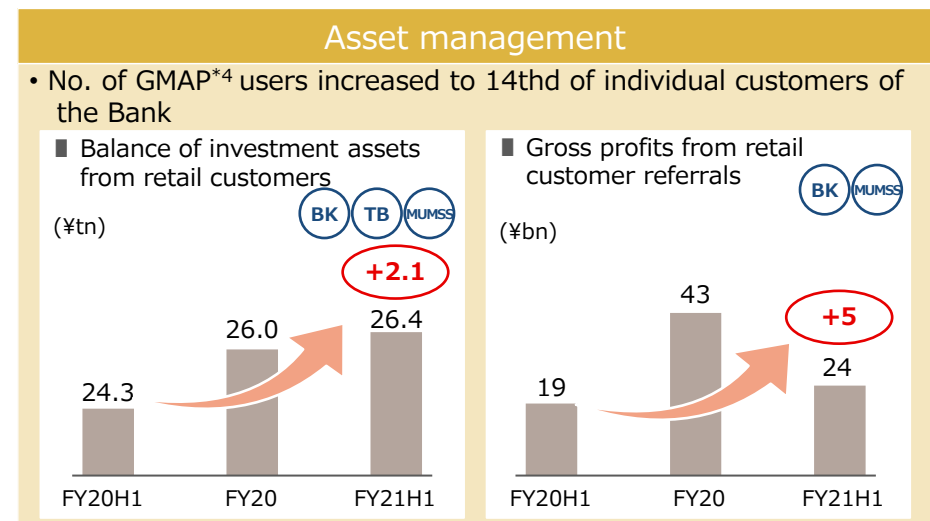 Asset management
• No. of GMAP*4 users increased to 14thd of individual customers of
the Bank
■ Balance of investment assets
from retail customers
BK TB MUMSS
(¥tn)
+2.1
24.3
26.0
26.4
FY20H1 FY20 FY21H1
■ Gross profits from retail
customer referrals
BK MUMSS
(¥bn)
+5
19
43
24
FY20H1 FY20 FY21H1